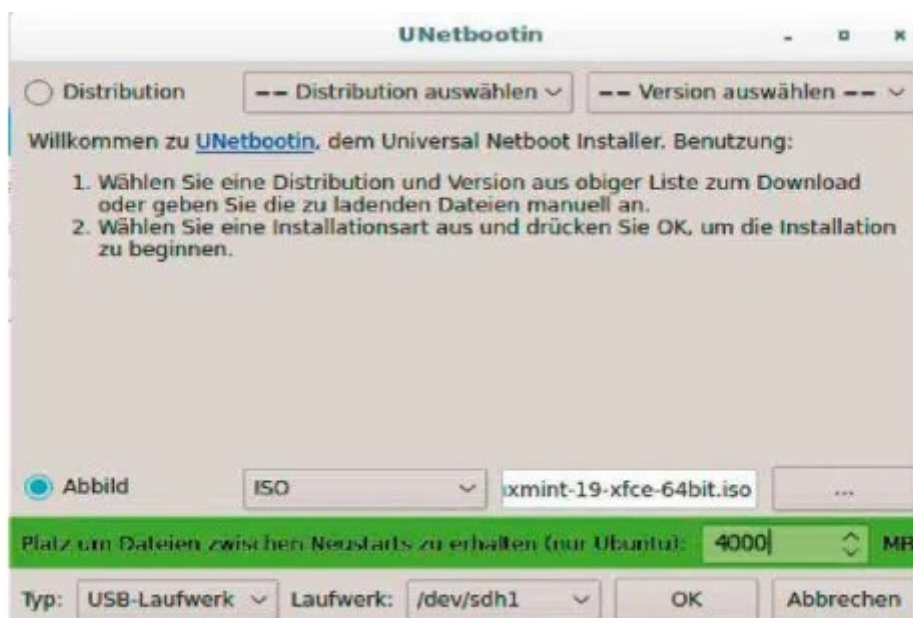 UNetbootin
Distribution -- Distribution auswählen -- Version auswählen --
Willkommen zu UNetbootin, dem Universal Netboot Installer. Benutzung:
1. Wählen Sie eine Distribution und Version aus obiger Liste zum Download
oder geben Sie die zu ladenden Dateien manuell an.
2. Wählen Sie eine Installationsart aus und drücken Sie OK, um die Installation
zu beginnen.
Abbild ISO ıxmint-19-xfce-64bit.iso ...
Platz um Dateien zwischen Neustarts zu erhalten (nur Ubuntu): 4000 MB
Typ: USB-Laufwerk Laufwerk: /dev/sdh1 OK Abbrechen